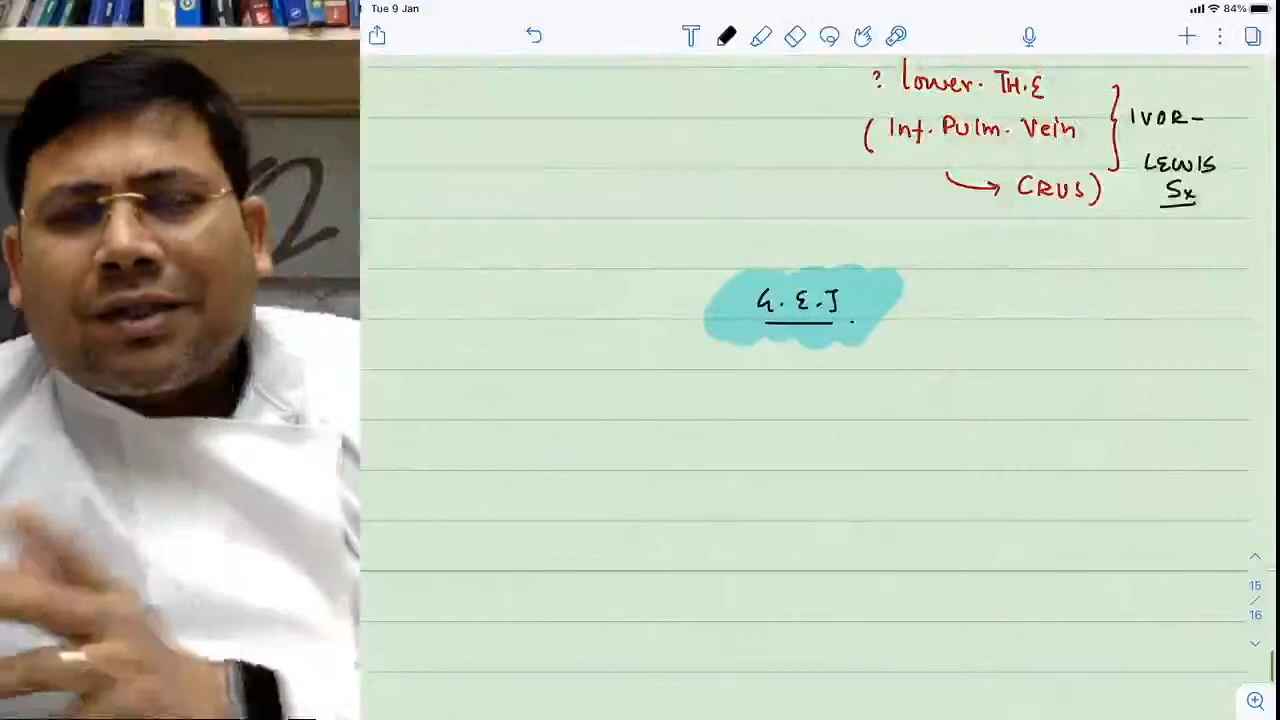 Tue 9 Jan
84%
T
? Lower. TH.E
( Inf. Pulm. Vein
→ CRUS)
IVOR-
LEWIS
Sx
G.E.J.
15
/
16